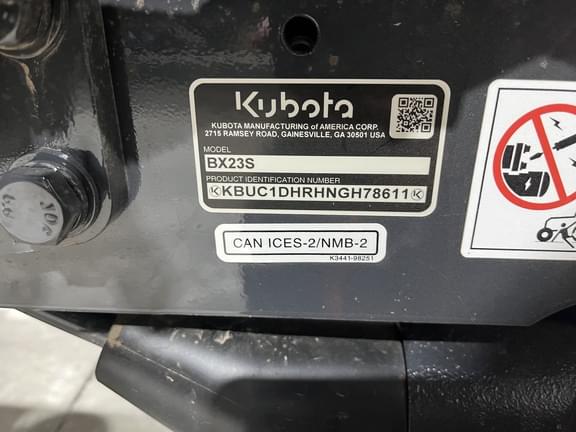 Kubota
KUBOTA MANUFACTURING of AMERICA CORP.
2715 RAMSEY ROAD, GAINESVILLE, GA 30501 USA
MODEL
BX23S
PRODUCT IDENTIFICATION NUMBER
KBUC1DHRHNGH78611
CAN ICES-2/NMB-2
K3441-98251